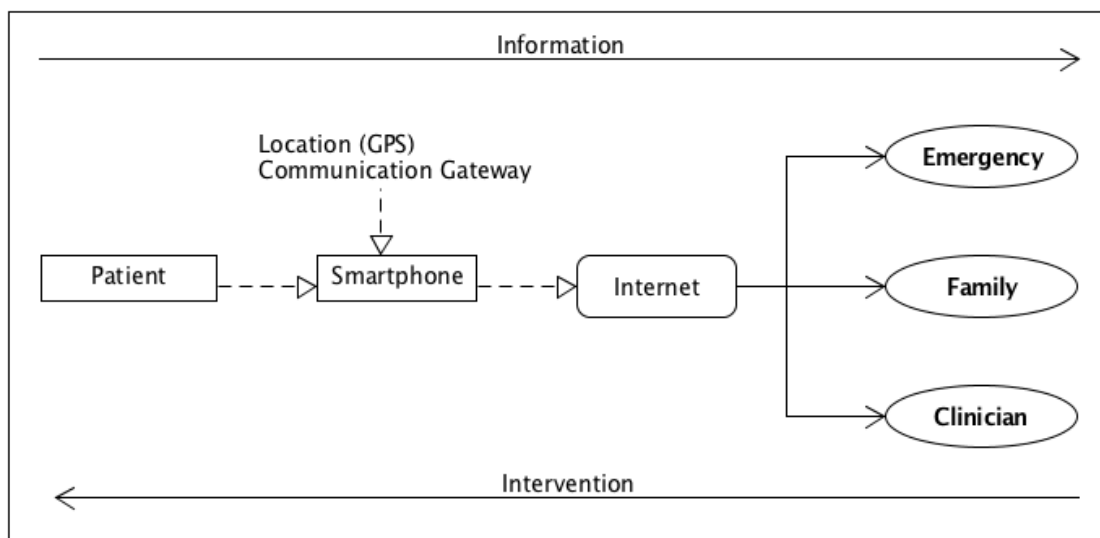 Information
Location (GPS)
Communication Gateway
Emergency
Patient
Smartphone
Internet
Family
Clinician
Intervention